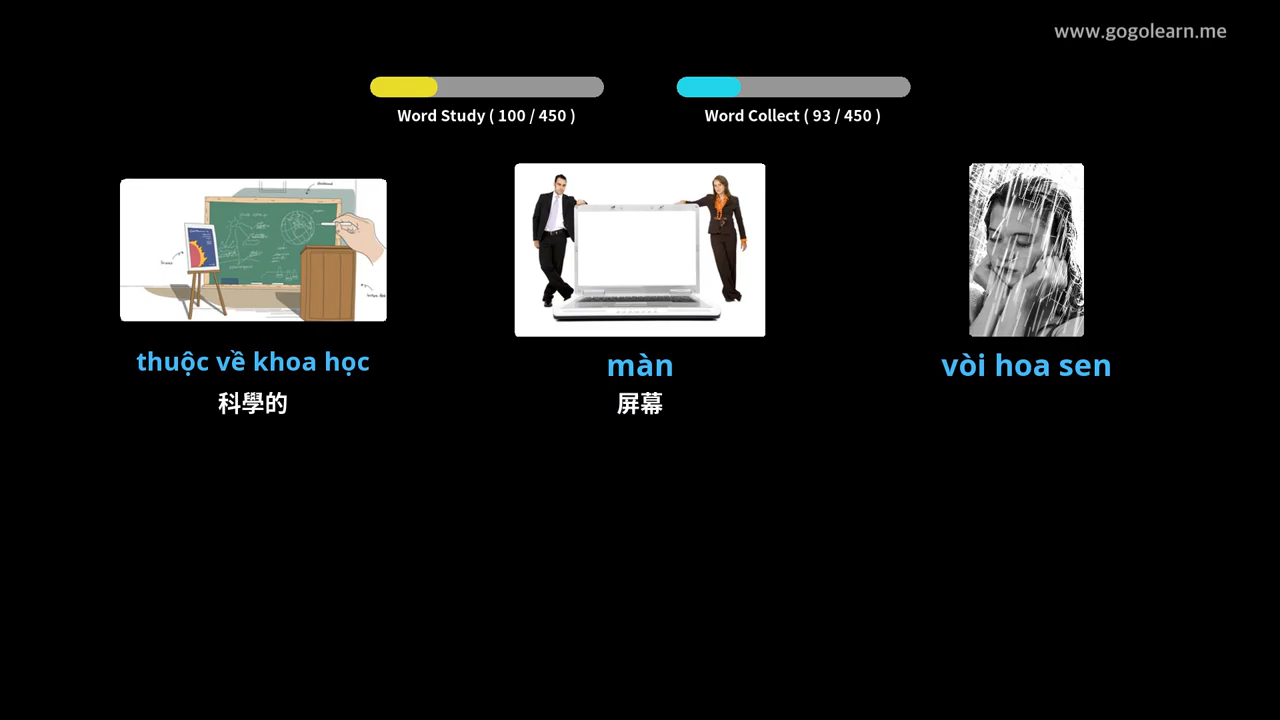 www.gogolearn.me
Word Study ( 100 / 450 )
Word Collect ( 93 / 450 )
thuộc về khoa học
科學的
màn
屏幕
vòi hoa sen